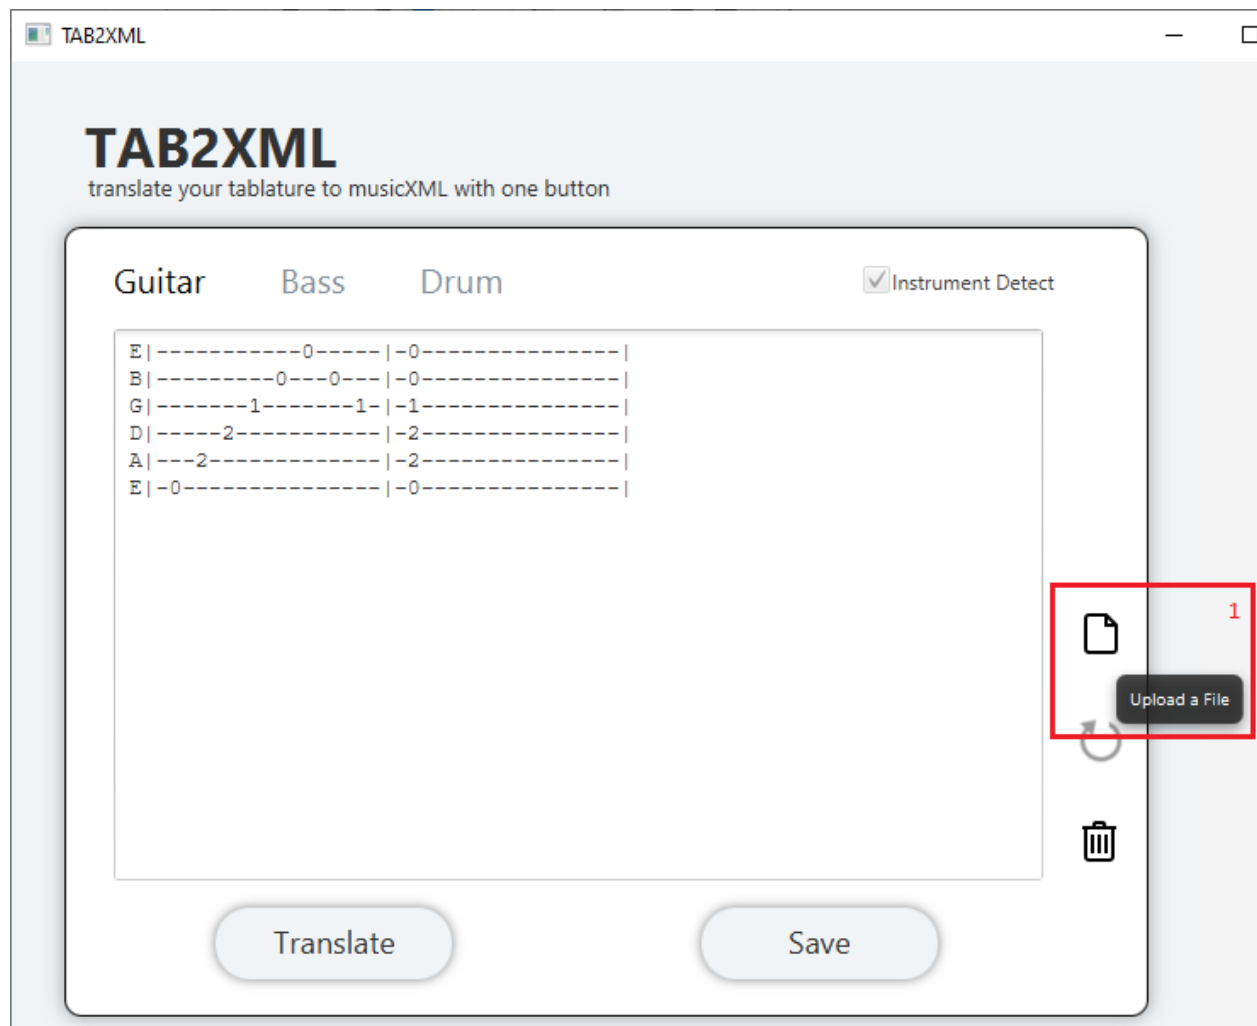 TAB2XML
TAB2XML
translate your tablature to musicXML with one button
Guitar Bass Drum Instrument Detect
E|-----------0-----|-0---------------|
B|---------0---0---|-0---------------|
G|-------1-------1-|-1---------------|
D|-----2-----------|-2---------------|
A|---2-------------|-2---------------|
E|-0---------------|-0---------------|
1
Upload a File
Translate Save